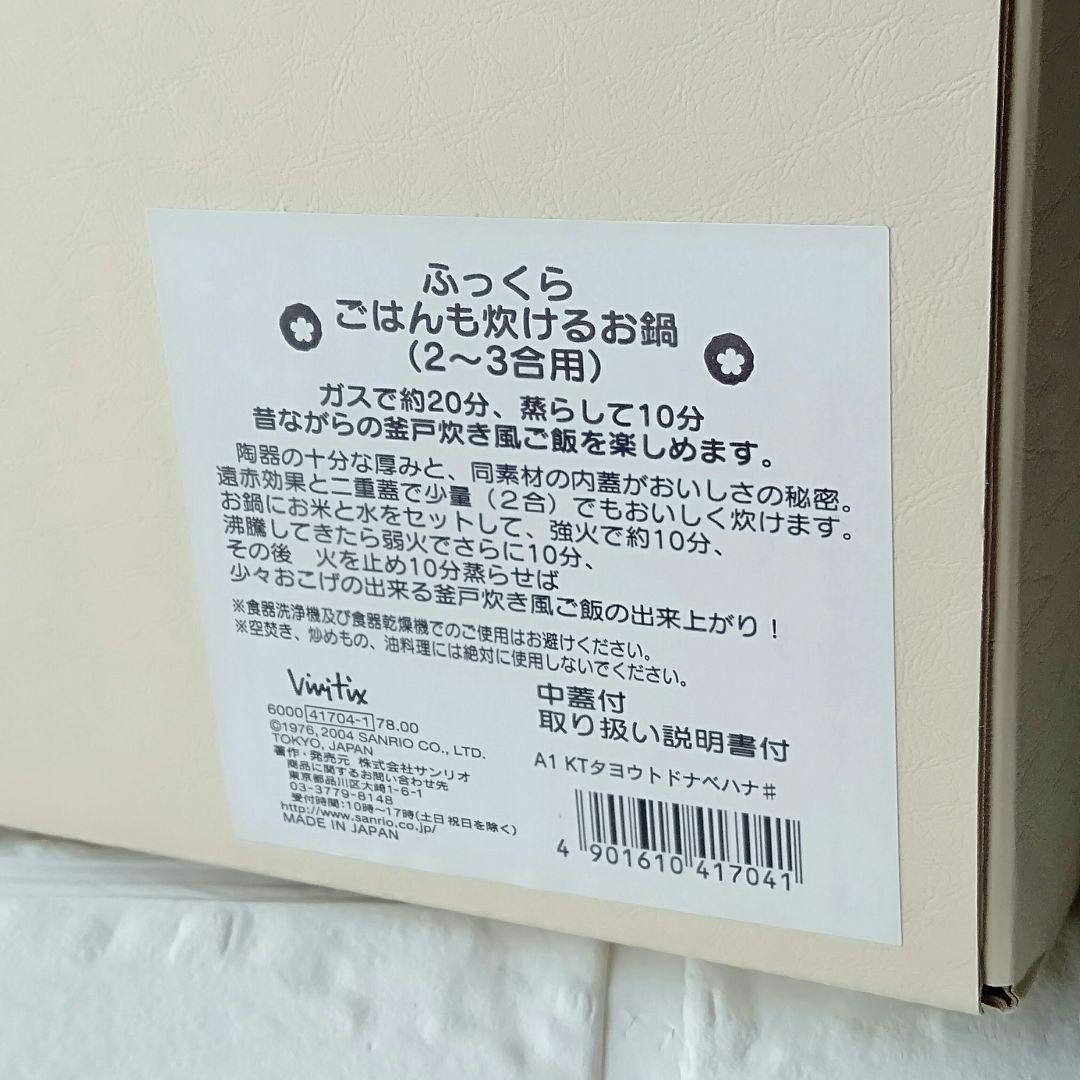 ふっくら
ごはんも炊けるお鍋
(2～3合用)
ガスで約20分、蒸らして10分
昔ながらの釜戸炊き風ご飯を楽しめます。
陶器の十分な厚みと、同素材の内蓋がおいしさの秘密。
遠赤効果と二重蓋で少量（2合）でもおいしく炊けます。
お鍋にお米と水をセットして、強火で約10分、
沸騰してきたら弱火でさらに10分、
その後　火を止め10分蒸らせば
少々おこげの出来る釜戸炊き風ご飯の出来上がり！
※食器洗浄機及び食器乾燥機でのご使用はお避けください。
※空焚き、炒めもの、油料理には絶対に使用しないでください。
Vivitix
6000 41704-1 78.00
©1976, 2004 SANRIO CO., LTD.
TOKYO, JAPAN
著作・発売元 株式会社サンリオ
商品に関するお問い合わせ先
東京都品川区大崎1-6-1
03-3779-8148
受付時間:10時～17時(土日祝日を除く)
http://www.sanrio.co.jp/
MADE IN JAPAN
中蓋付
取り扱い説明書付
A1 KTタヨウトドナベハナ#
4 901610 417041